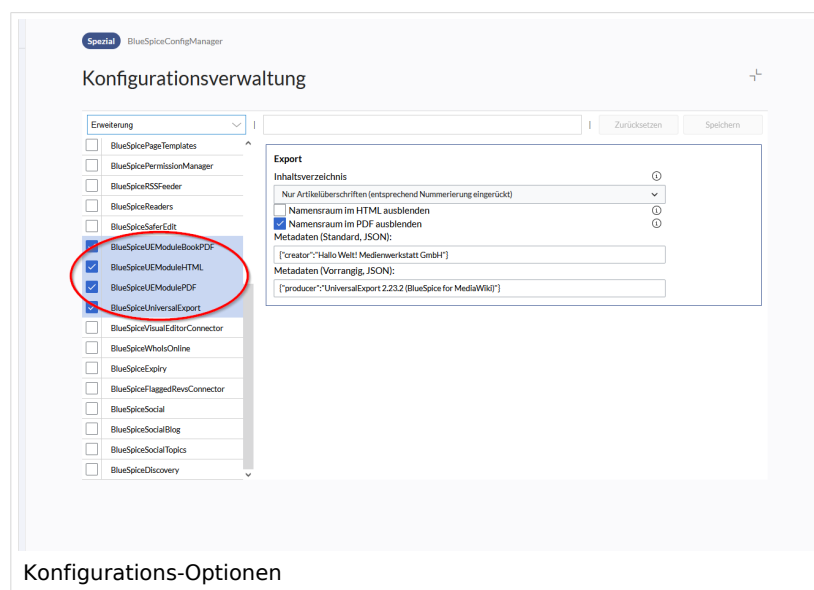 Spezial BlueSpiceConfigManager
Konfigurationsverwaltung
Erweiterung
Zurücksetzen Speichern
BlueSpicePageTemplates
BlueSpicePermissionManager
BlueSpiceRSSFeeder
BlueSpiceReaders
BlueSpiceSaferEdit
BlueSpiceUEModuleBookPDF
BlueSpiceUEModuleHTML
BlueSpiceUEModulePDF
BlueSpiceUniversalExport
BlueSpiceVisualEditorConnector
BlueSpiceWhoIsOnline
BlueSpiceExpiry
BlueSpiceFlaggedRevsConnector
BlueSpiceSocial
BlueSpiceSocialBlog
BlueSpiceSocialTopics
BlueSpiceDiscovery
Export
Inhaltsverzeichnis
Nur Artikelüberschriften (entsprechend Nummerierung eingerückt)
Namensraum im HTML ausblenden
Namensraum im PDF ausblenden
Metadaten (Standard, JSON):
{"creator":"Hallo Welt! Medienwerkstatt GmbH"}
Metadaten (Vorrangig, JSON):
{"producer":"UniversalExport 2.23.2 (BlueSpice for MediaWiki)"}
Konfigurations-Optionen